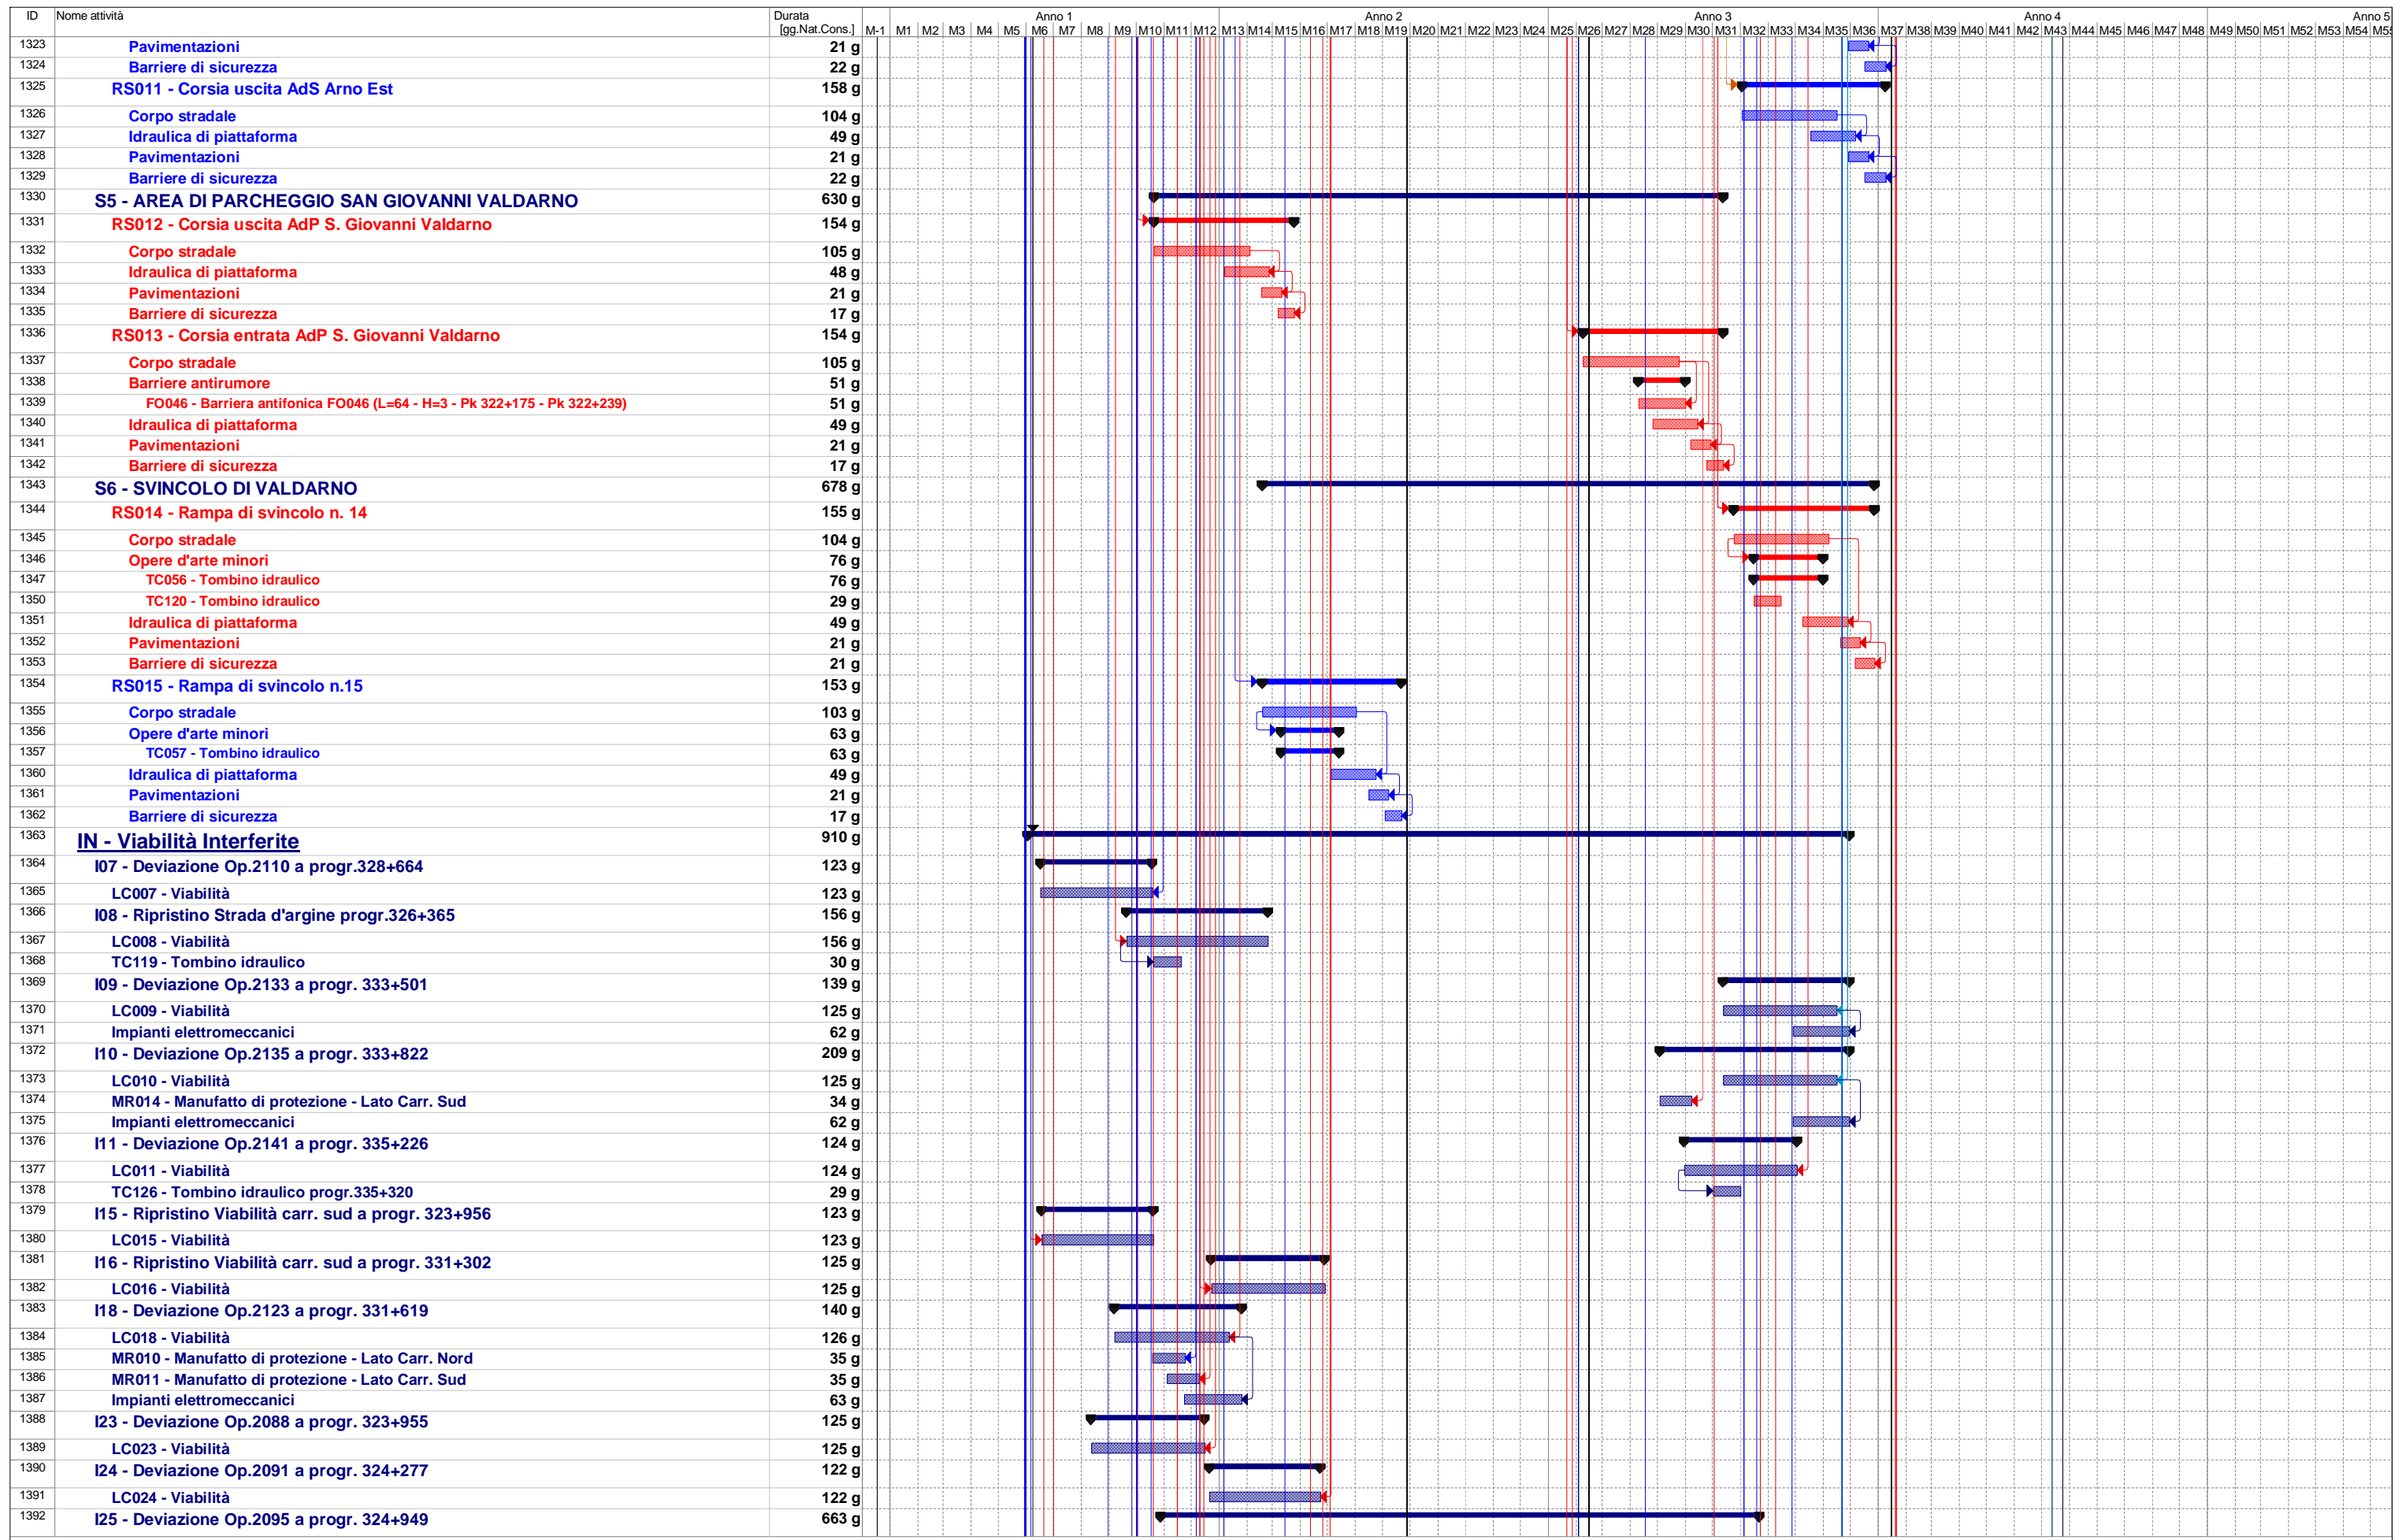 ID Nome attività Durata Anno 1 Anno 2 Anno 3 Anno 4 Anno 5
[gg.Nat.Cons.] M-1 M1 M2 M3 M4 M5 M6 M7 M8 M9 M10 M11 M12 M13 M14 M15 M16 M17 M18 M19 M20 M21 M22 M23 M24 M25 M26 M27 M28 M29 M30 M31 M32 M33 M34 M35 M36 M37 M38 M39 M40 M41 M42 M43 M44 M45 M46 M47 M48 M49 M50 M51 M52 M53 M54 M55
1323 Pavimentazioni 21 g
1324 Barriere di sicurezza 22 g
1325 RS011 - Corsia uscita AdS Arno Est 158 g
1326 Corpo stradale 104 g
1327 Idraulica di piattaforma 49 g
1328 Pavimentazioni 21 g
1329 Barriere di sicurezza 22 g
1330 S5 - AREA DI PARCHEGGIO SAN GIOVANNI VALDARNO 630 g
1331 RS012 - Corsia uscita AdP S. Giovanni Valdarno 154 g
1332 Corpo stradale 105 g
1333 Idraulica di piattaforma 48 g
1334 Pavimentazioni 21 g
1335 Barriere di sicurezza 17 g
1336 RS013 - Corsia entrata AdP S. Giovanni Valdarno 154 g
1337 Corpo stradale 105 g
1338 Barriere antirumore 51 g
1339 FO046 - Barriera antifonica FO046 (L=64 - H=3 - Pk 322+175 - Pk 322+239) 51 g
1340 Idraulica di piattaforma 49 g
1341 Pavimentazioni 21 g
1342 Barriere di sicurezza 17 g
1343 S6 - SVINCOLO DI VALDARNO 678 g
1344 RS014 - Rampa di svincolo n. 14 155 g
1345 Corpo stradale 104 g
1346 Opere d'arte minori 76 g
1347 TC056 - Tombino idraulico 76 g
1350 TC120 - Tombino idraulico 29 g
1351 Idraulica di piattaforma 49 g
1352 Pavimentazioni 21 g
1353 Barriere di sicurezza 21 g
1354 RS015 - Rampa di svincolo n.15 153 g
1355 Corpo stradale 103 g
1356 Opere d'arte minori 63 g
1357 TC057 - Tombino idraulico 63 g
1360 Idraulica di piattaforma 49 g
1361 Pavimentazioni 21 g
1362 Barriere di sicurezza 17 g
1363 IN - Viabilità Interferite 910 g
1364 I07 - Deviazione Op.2110 a progr.328+664 123 g
1365 LC007 - Viabilità 123 g
1366 I08 - Ripristino Strada d'argine progr.326+365 156 g
1367 LC008 - Viabilità 156 g
1368 TC119 - Tombino idraulico 30 g
1369 I09 - Deviazione Op.2133 a progr. 333+501 139 g
1370 LC009 - Viabilità 125 g
1371 Impianti elettromeccanici 62 g
1372 I10 - Deviazione Op.2135 a progr. 333+822 209 g
1373 LC010 - Viabilità 125 g
1374 MR014 - Manufatto di protezione - Lato Carr. Sud 34 g
1375 Impianti elettromeccanici 62 g
1376 I11 - Deviazione Op.2141 a progr. 335+226 124 g
1377 LC011 - Viabilità 124 g
1378 TC126 - Tombino idraulico progr.335+320 29 g
1379 I15 - Ripristino Viabilità carr. sud a progr. 323+956 123 g
1380 LC015 - Viabilità 123 g
1381 I16 - Ripristino Viabilità carr. sud a progr. 331+302 125 g
1382 LC016 - Viabilità 125 g
1383 I18 - Deviazione Op.2123 a progr. 331+619 140 g
1384 LC018 - Viabilità 126 g
1385 MR010 - Manufatto di protezione - Lato Carr. Nord 35 g
1386 MR011 - Manufatto di protezione - Lato Carr. Sud 35 g
1387 Impianti elettromeccanici 63 g
1388 I23 - Deviazione Op.2088 a progr. 323+955 125 g
1389 LC023 - Viabilità 125 g
1390 I24 - Deviazione Op.2091 a progr. 324+277 122 g
1391 LC024 - Viabilità 122 g
1392 I25 - Deviazione Op.2095 a progr. 324+949 663 g